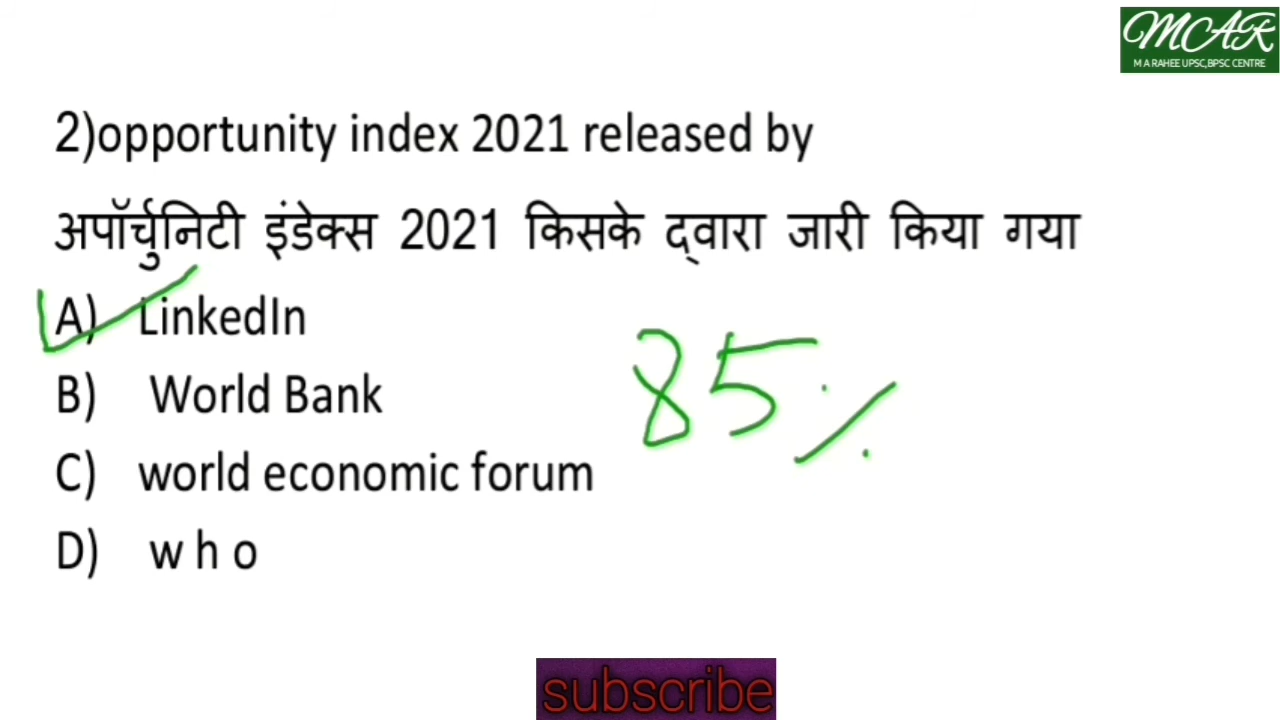 MCAR
M A RAHEE UPSC,BPSC CENTRE
2)opportunity index 2021 released by
अपॉर्चुनिटी इंडेक्स 2021 किसके द्वारा जारी किया गया
A) LinkedIn
B) World Bank
85%
C) world economic forum
D) w h o
subscribe